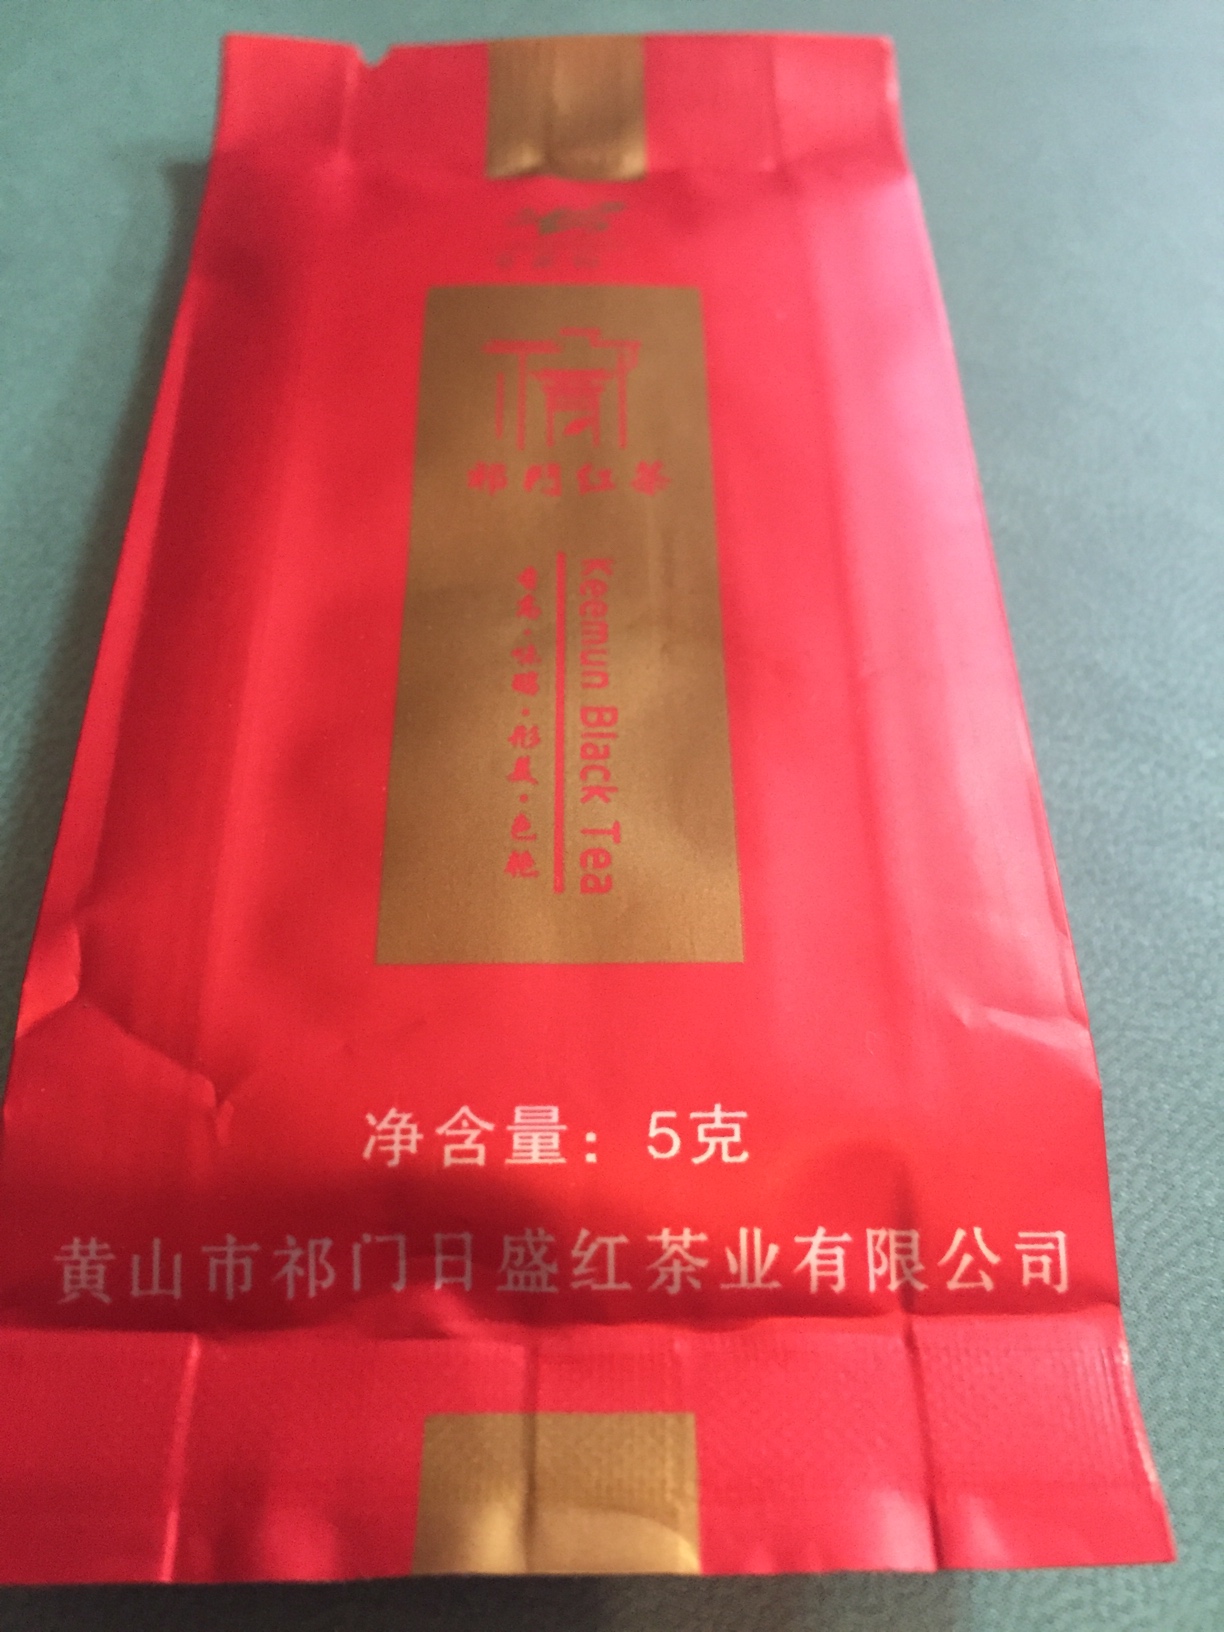 祁門红茶
Keemun Black Tea
香高·味醇·形美·色艳
净含量：5克
黄山市祁门日盛红茶业有限公司